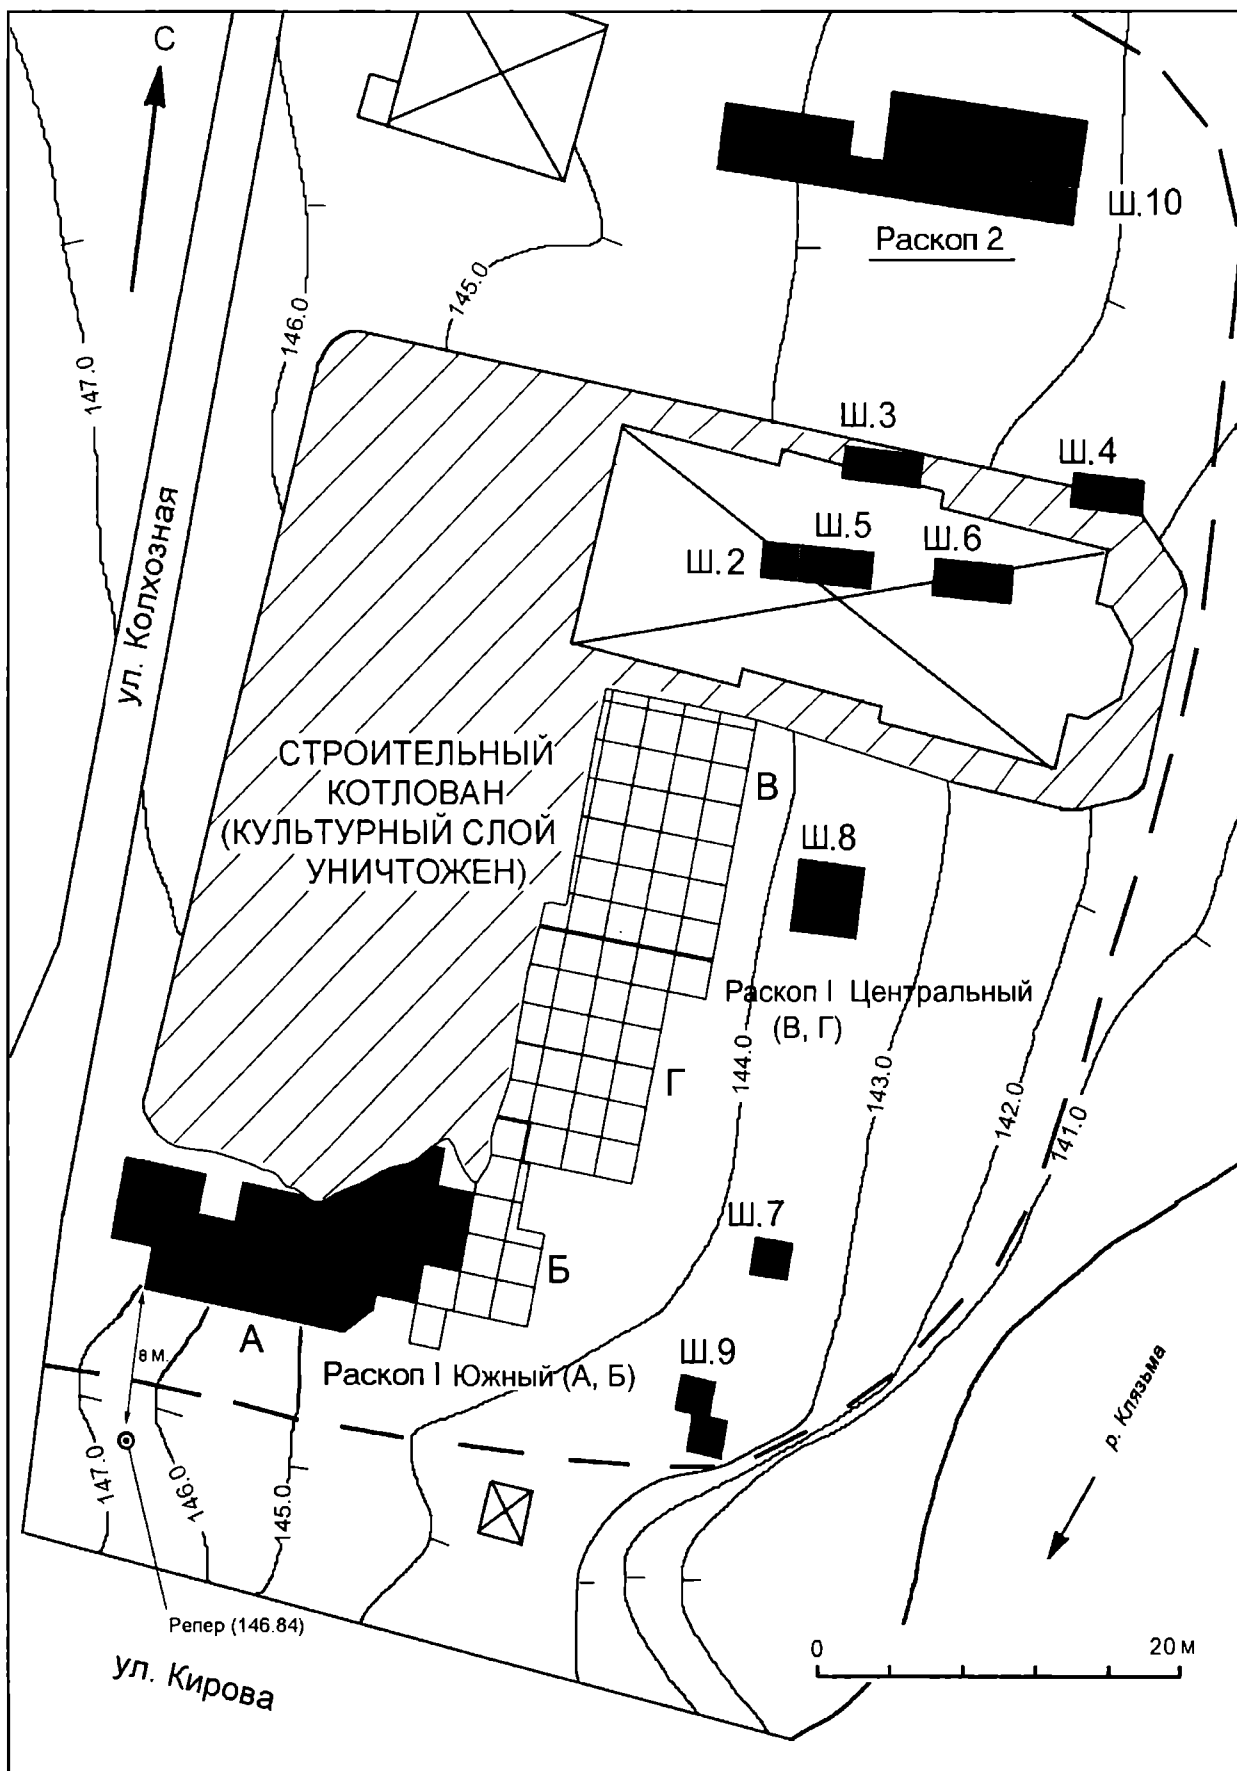 С
Ш.10
Раскоп 2
145.0
146.0
147.0
Ш.3
Ш.4
Ш.5
Ш.2
Ш.6
ул. Колхозная
СТРОИТЕЛЬНЫЙ
КОТЛОВАН
(КУЛЬТУРНЫЙ СЛОЙ
УНИЧТОЖЕН)
В
Ш.8
Раскоп I Центральный
(В, Г)
144.0
143.0
142.0
141.0
Г
Ш.7
Б
А
8 м.
Раскоп I Южный (А, Б)
Ш.9
р. Клязьма
147.0
146.0
145.0
Репер (146.84)
0
20 м
ул. Кирова